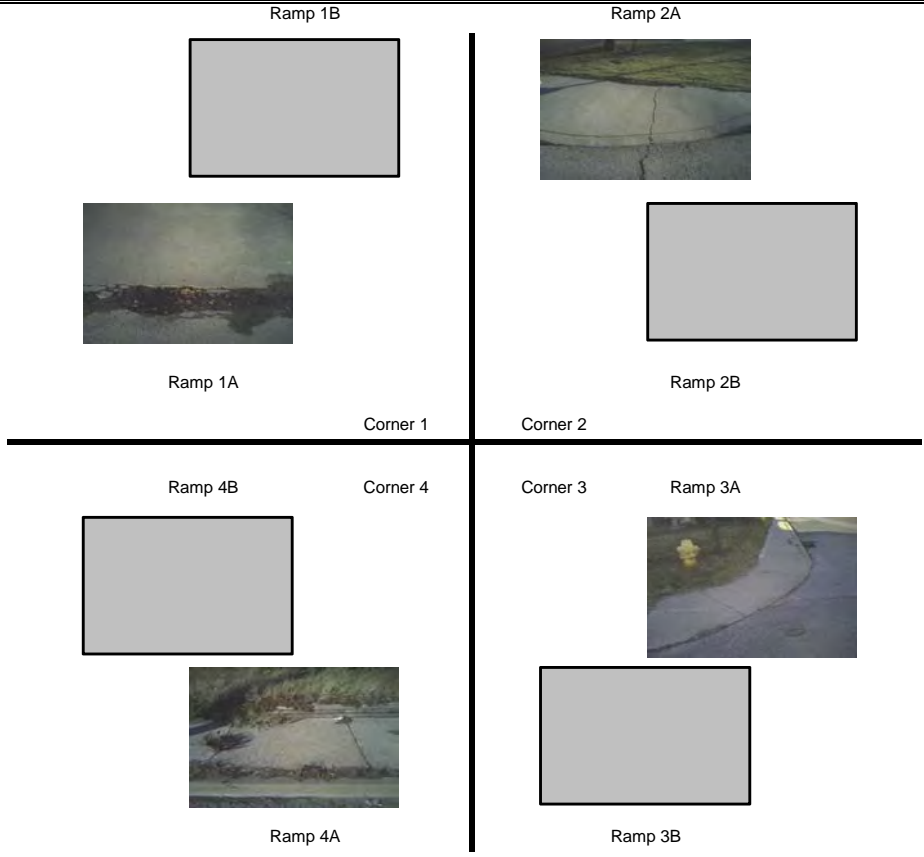 Ramp 1B Ramp 2A
Ramp 1A Ramp 2B
Corner 1 Corner 2
Ramp 4B Corner 4 Corner 3 Ramp 3A
Ramp 4A Ramp 3B